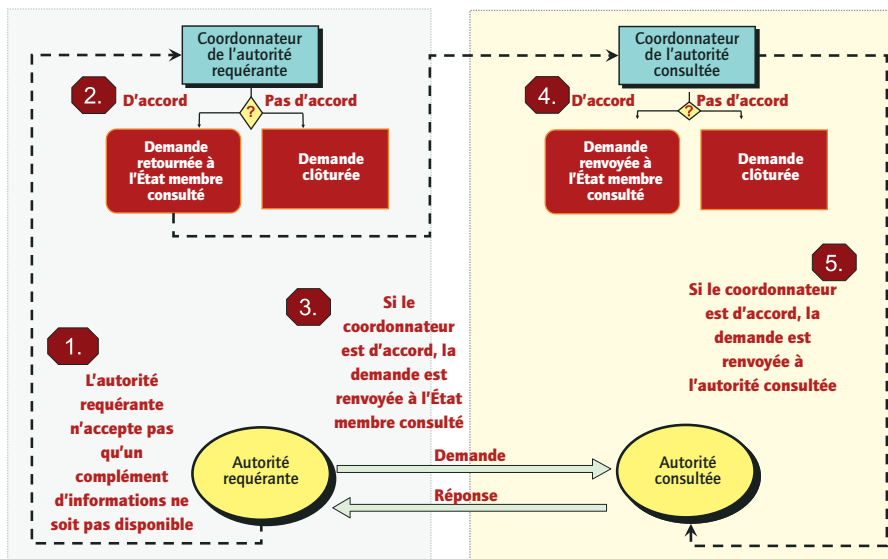 Coordonnateur
de l'autorité
requérante
Coordonnateur
de l'autorité
consultée
2.
D'accord
Pas d'accord
?
Demande
retournée à
l'État membre
consulté
Demande
clôturée
4.
D'accord
Pas d'accord
?
Demande
renvoyée à
l'État membre
consulté
Demande
clôturée
1.
L'autorité
requérante
n'accepte pas
qu'un
complément
d'informations ne
soit pas disponible
3.
Si le
coordonnateur
est d'accord, la
demande est
renvoyée à l'État
membre consulté
5.
Si le coordonnateur
est d'accord, la
demande est
renvoyée à
l'autorité consultée
Autorité
requérante
Demande
Réponse
Autorité
consultée